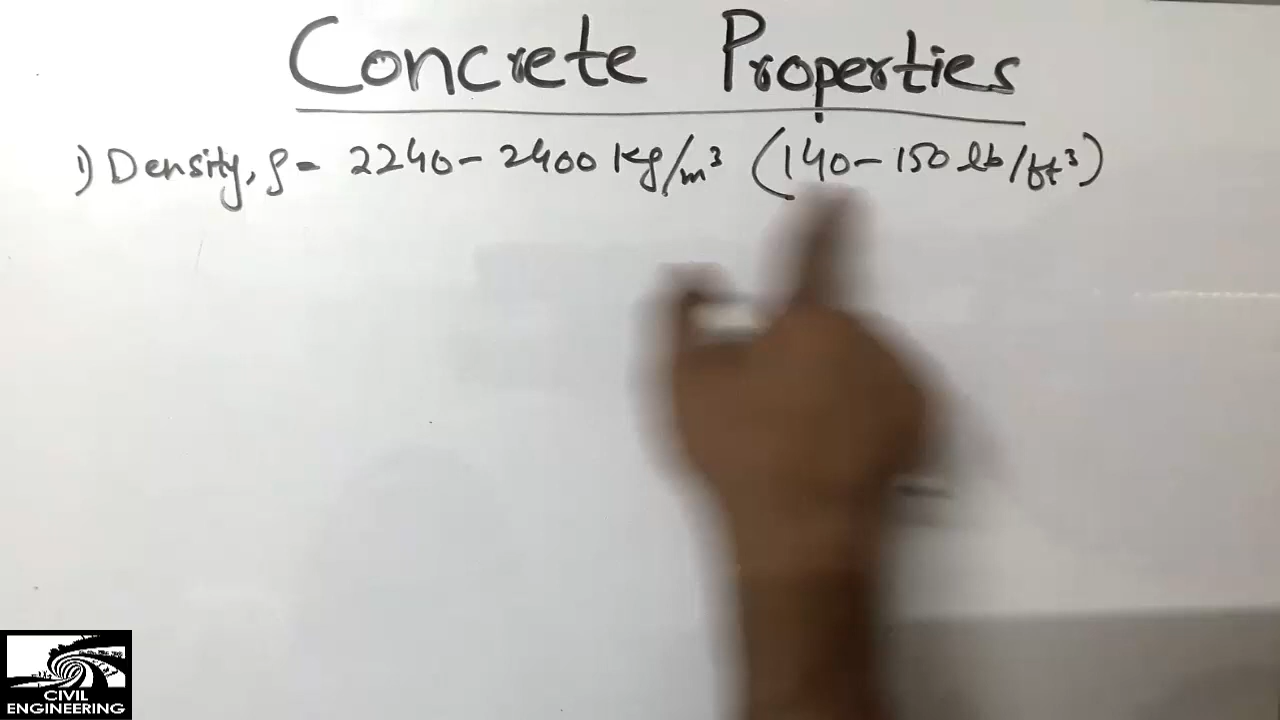 Concrete Properties
1) Density, ρ = 2240 - 2400 Kg/m³ (140 - 150 lb/ft³)
CIVIL
ENGINEERING